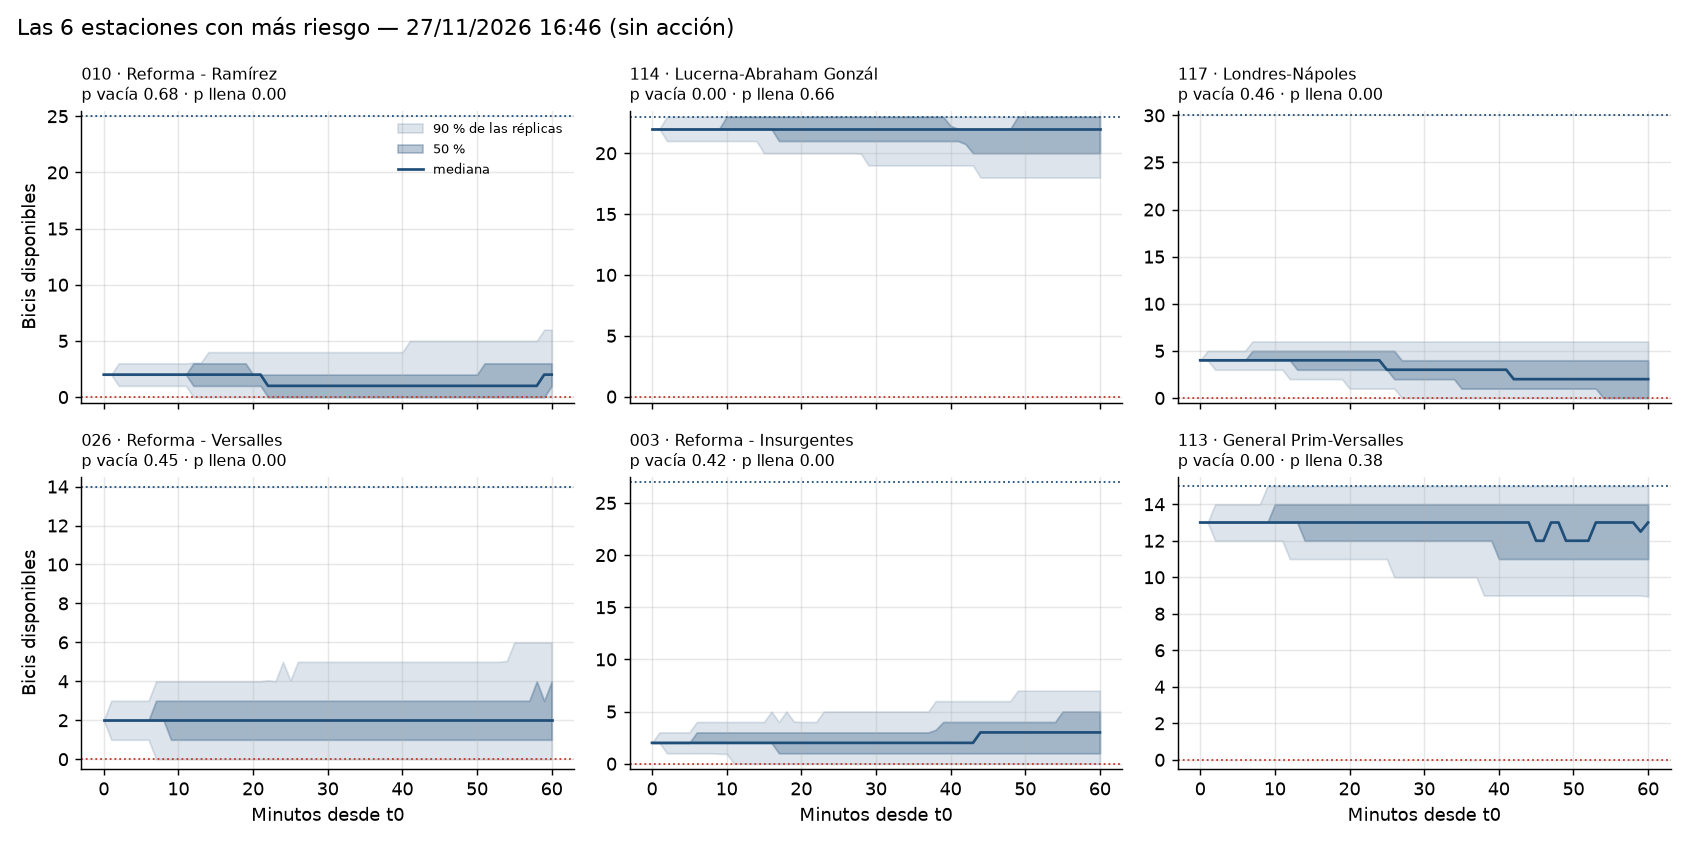 Las 6 estaciones con más riesgo — 27/11/2026 16:46 (sin acción)
010 · Reforma - Ramírez
p vacía 0.68 · p llena 0.00
Bicis disponibles
25
20
15
10
5
0
90 % de las réplicas
50 %
mediana
114 · Lucerna-Abraham Gonzál
p vacía 0.00 · p llena 0.66
20
15
10
5
0
117 · Londres-Nápoles
p vacía 0.46 · p llena 0.00
30
25
20
15
10
5
0
026 · Reforma - Versalles
p vacía 0.45 · p llena 0.00
Bicis disponibles
14
12
10
8
6
4
2
0
0 10 20 30 40 50 60
Minutos desde t0
003 · Reforma - Insurgentes
p vacía 0.42 · p llena 0.00
25
20
15
10
5
0
0 10 20 30 40 50 60
Minutos desde t0
113 · General Prim-Versalles
p vacía 0.00 · p llena 0.38
14
12
10
8
6
4
2
0
0 10 20 30 40 50 60
Minutos desde t0